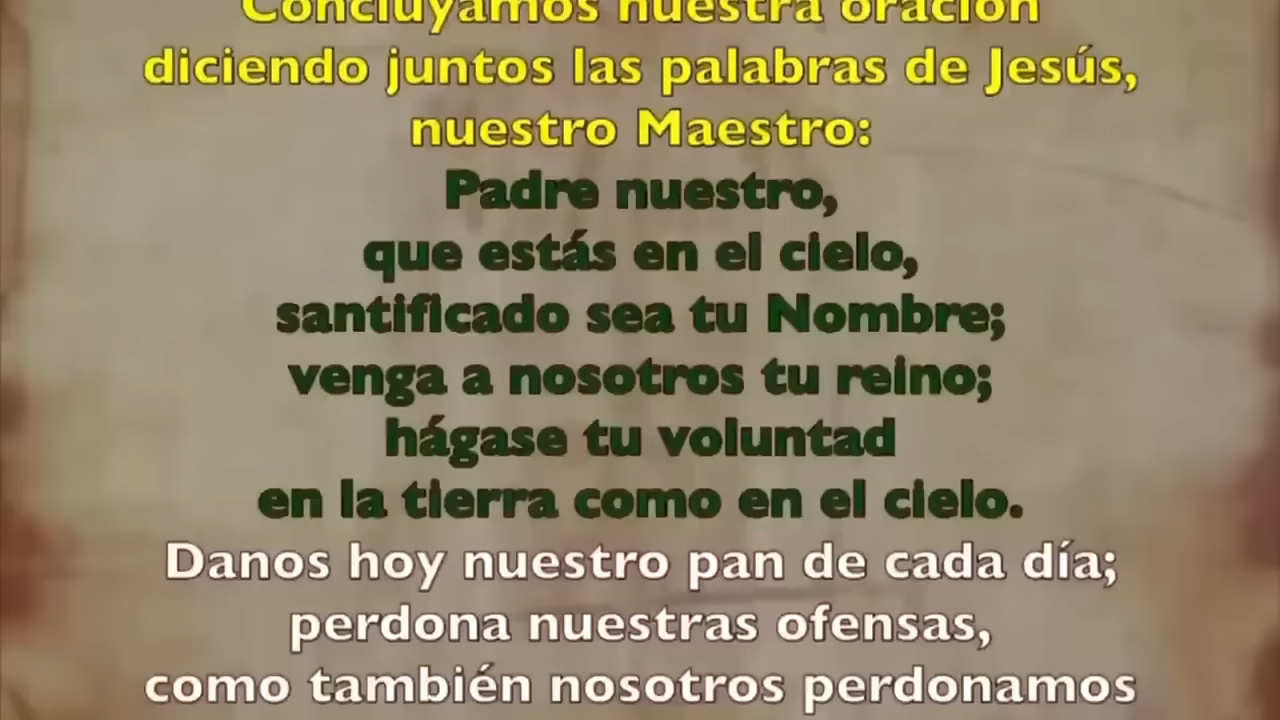 Concluyamos nuestra oración
diciendo juntos las palabras de Jesús,
nuestro Maestro:
Padre nuestro,
que estás en el cielo,
santificado sea tu Nombre;
venga a nosotros tu reino;
hágase tu voluntad
en la tierra como en el cielo.
Danos hoy nuestro pan de cada día;
perdona nuestras ofensas,
como también nosotros perdonamos